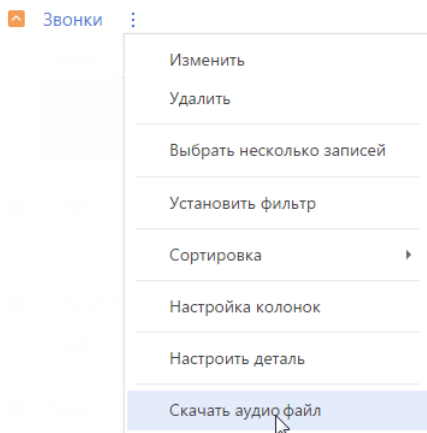 Звонки
Изменить
Удалить
Выбрать несколько записей
Установить фильтр
Сортировка
Настройка колонок
Настроить деталь
Скачать аудио файл